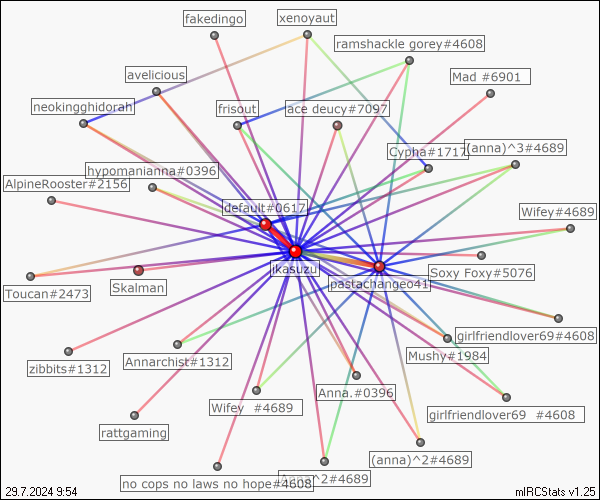 fakedingo
xenoyaut
ramshackle gorey#4608
avelicious
Mad #6901
neokingghidorah
frisout
ace deucy#7097
Cypha#1717
(anna)^3#4689
hypomanianna#0396
AlpineRooster#2156
default#0617
Wifey#4689
jkasuzu
Soxy Foxy#5076
pastachangeo41
Skalman
Toucan#2473
girlfriendlover69#4608
Annarchist#1312
Mushy#1984
zibbits#1312
Anna.#0396
Wifey #4689
girlfriendlover69 #4608
rattgaming
(anna)^2#4689
Anna^2#4689
no cops no laws no hope#4608
29.7.2024 9:54
mIRCStats v1.25